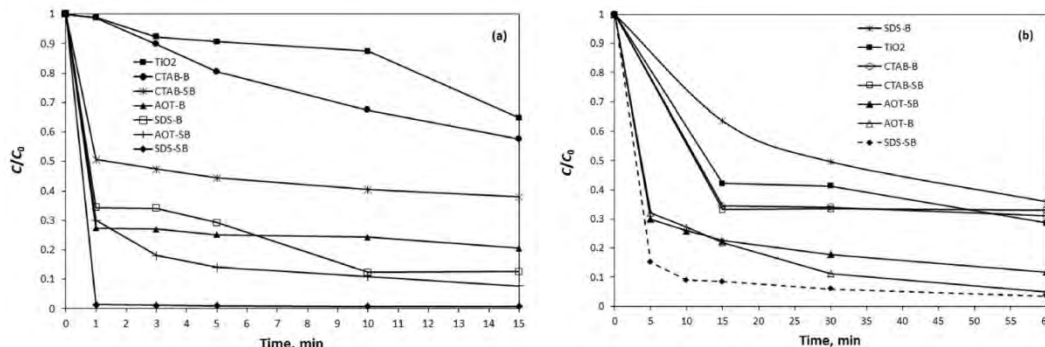 1
0.9
0.8
0.7
0.6
0.5
0.4
0.3
0.2
0.1
0
C/C0
(a)
TIO2
CTAB-B
CTAB-SB
AOT-B
SDS-B
AOT-SB
SDS-SB
0 1 2 3 4 5 6 7 8 9 10 11 12 13 14 15
Time, min
1
0.9
0.8
0.7
0.6
0.5
0.4
0.3
0.2
0.1
0
C/C0
(b)
SDS-B
TIO2
CTAB-B
CTAB-SB
AOT-SB
AOT-B
SDS-SB
0 5 10 15 20 25 30 35 40 45 50 55 60
Time, min